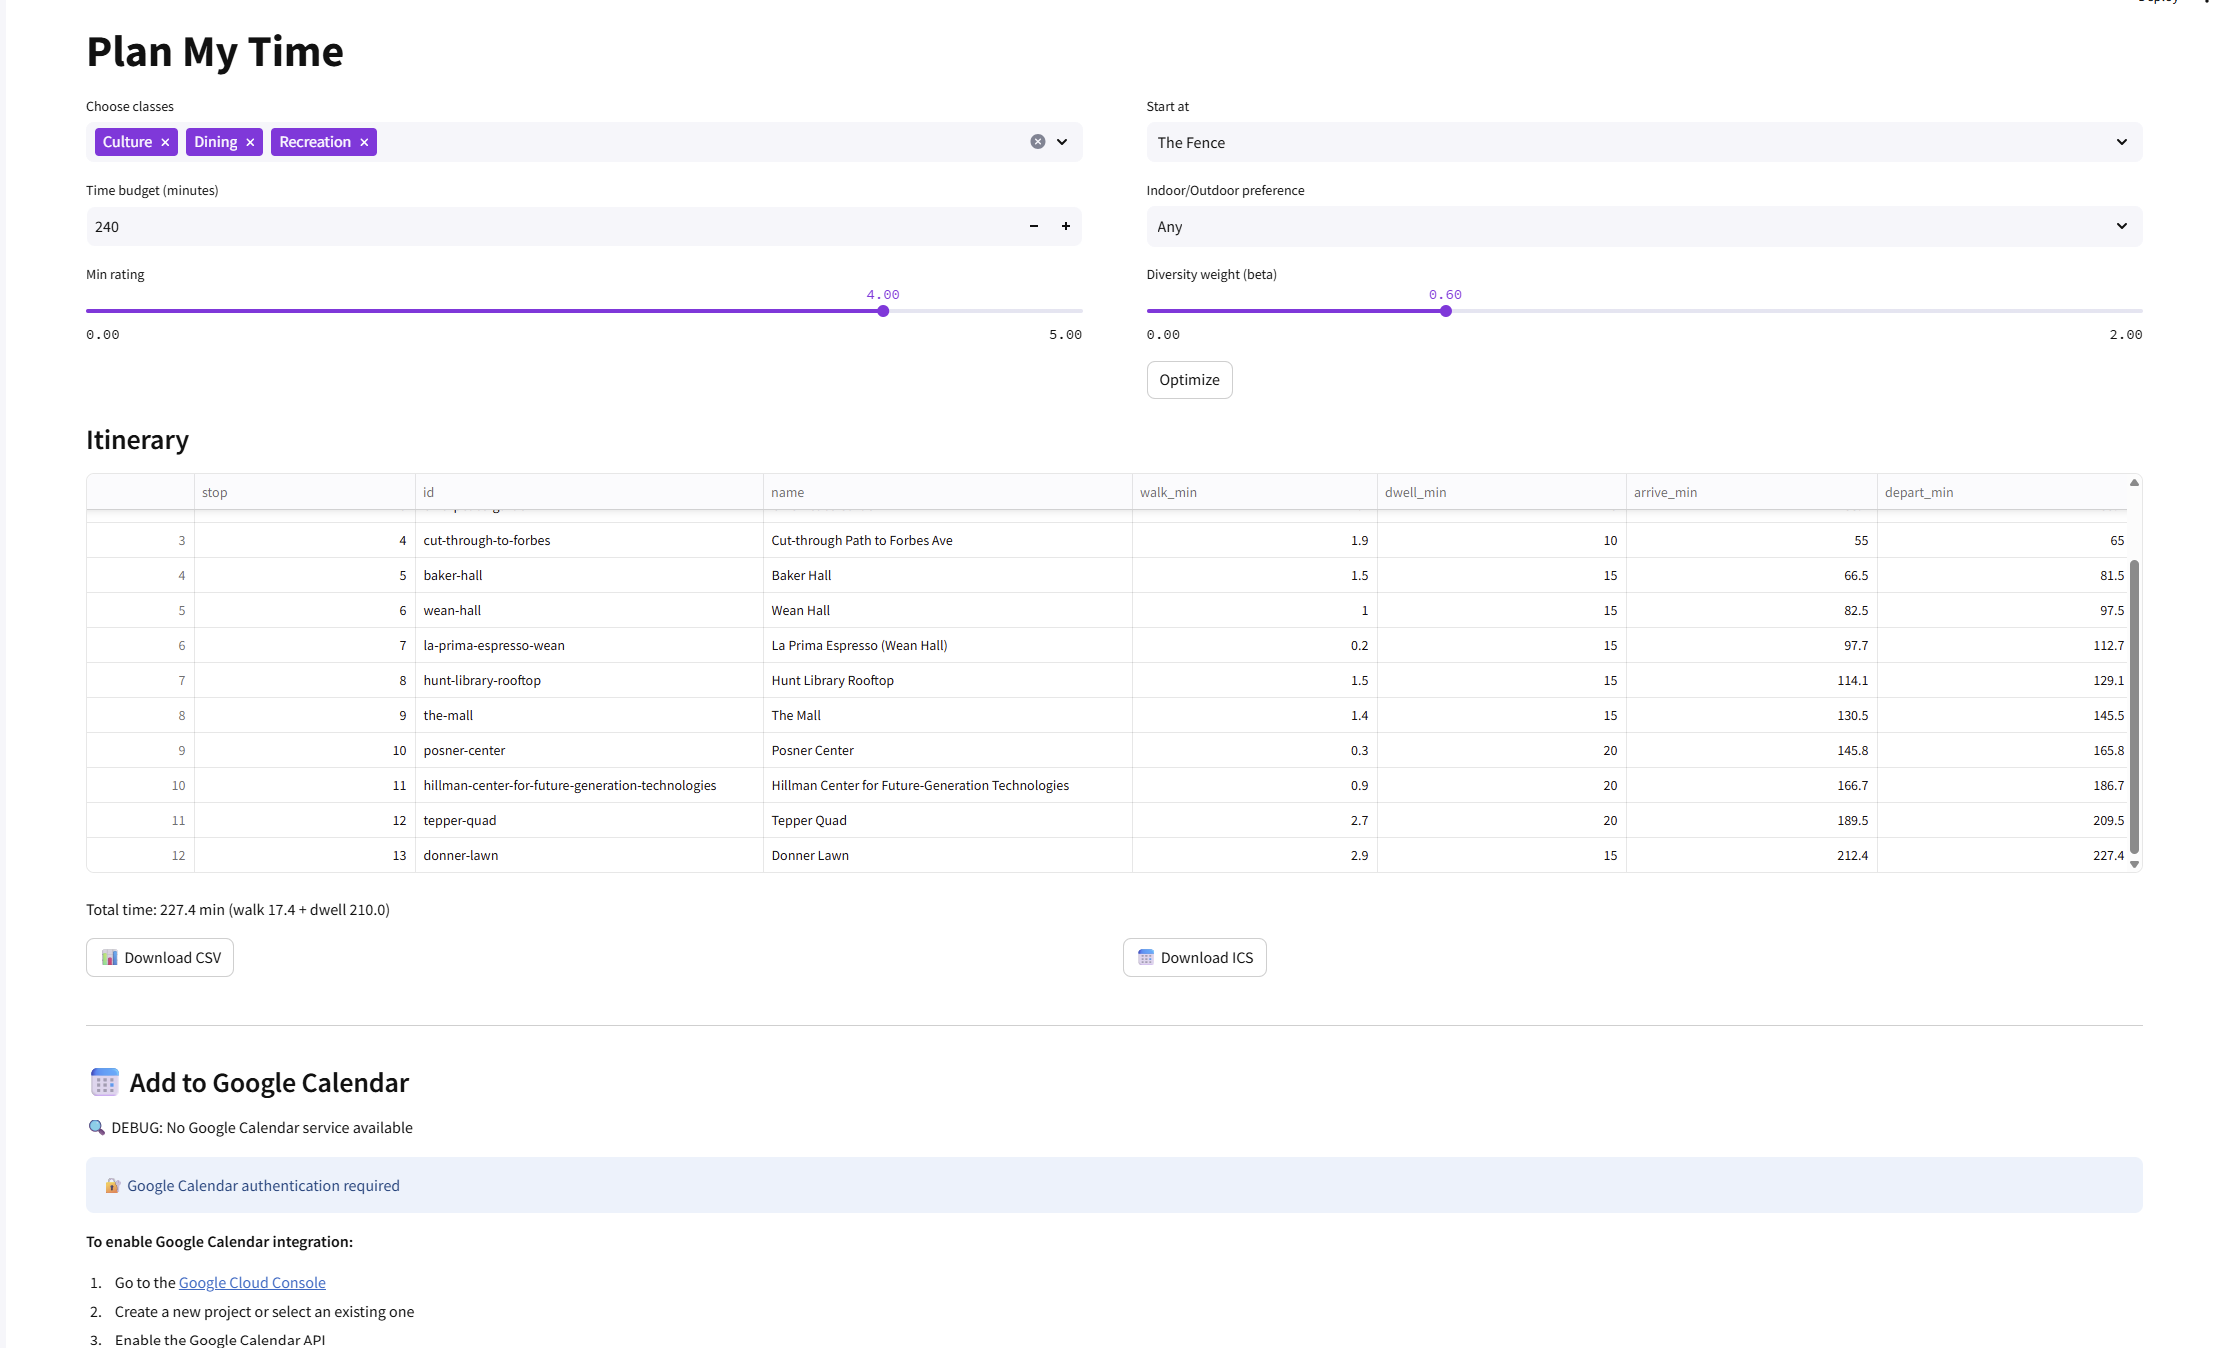 Plan My Time
Choose classes
Start at
Culture × Dining × Recreation ×
The Fence
Time budget (minutes)
Indoor/Outdoor preference
240
Any
Min rating
Diversity weight (beta)
4.00
0.60
0.00 5.00
0.00 2.00
Optimize
Itinerary
stop id name walk_min dwell_min arrive_min depart_min
3 4 cut-through-to-forbes Cut-through Path to Forbes Ave 1.9 10 55 65
4 5 baker-hall Baker Hall 1.5 15 66.5 81.5
5 6 wean-hall Wean Hall 1 15 82.5 97.5
6 7 la-prima-espresso-wean La Prima Espresso (Wean Hall) 0.2 15 97.7 112.7
7 8 hunt-library-rooftop Hunt Library Rooftop 1.5 15 114.1 129.1
8 9 the-mall The Mall 1.4 15 130.5 145.5
9 10 posner-center Posner Center 0.3 20 145.8 165.8
10 11 hillman-center-for-future-generation-technologies Hillman Center for Future-Generation Technologies 0.9 20 166.7 186.7
11 12 tepper-quad Tepper Quad 2.7 20 189.5 209.5
12 13 donner-lawn Donner Lawn 2.9 15 212.4 227.4
Total time: 227.4 min (walk 17.4 + dwell 210.0)
Download CSV
Download ICS
Add to Google Calendar
DEBUG: No Google Calendar service available
Google Calendar authentication required
To enable Google Calendar integration:
1. Go to the Google Cloud Console
2. Create a new project or select an existing one
3. Enable the Google Calendar API